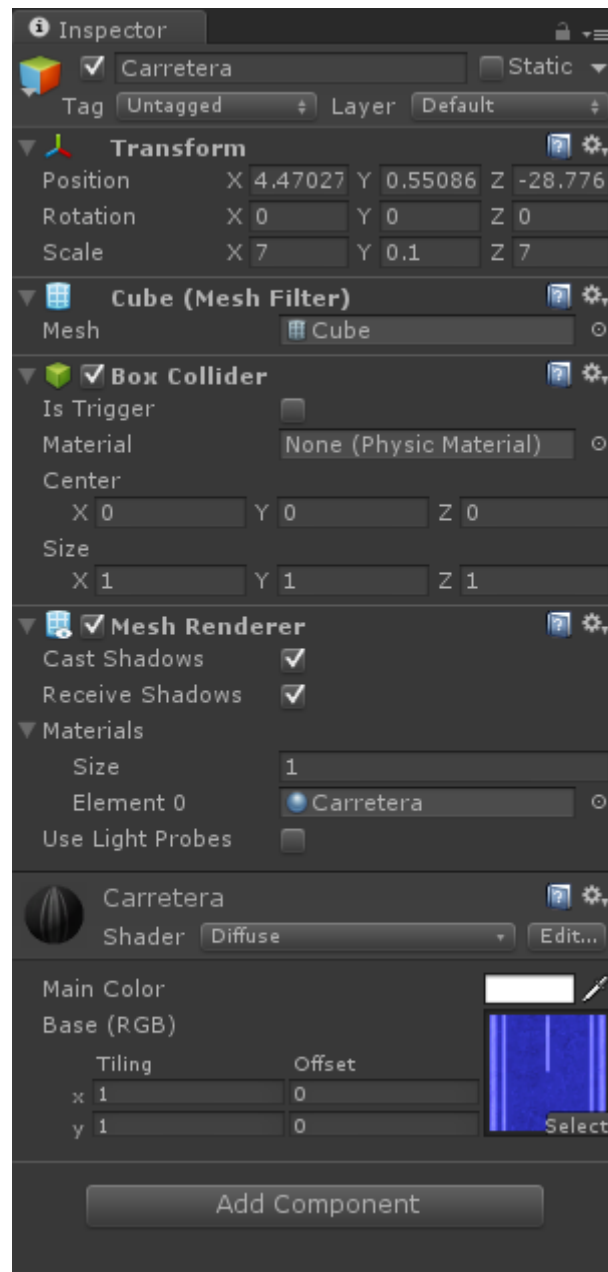 Inspector
Carretera Static
Tag Untagged Layer Default
Transform
Position X 4.47027 Y 0.55086 Z -28.776
Rotation X 0 Y 0 Z 0
Scale X 7 Y 0.1 Z 7
Cube (Mesh Filter)
Mesh Cube
Box Collider
Is Trigger
Material None (Physic Material)
Center
X 0 Y 0 Z 0
Size
X 1 Y 1 Z 1
Mesh Renderer
Cast Shadows
Receive Shadows
Materials
Size 1
Element 0 Carretera
Use Light Probes
Carretera
Shader Diffuse Edit...
Main Color
Base (RGB)
Tiling Offset
x 1 0
y 1 0 Select
Add Component